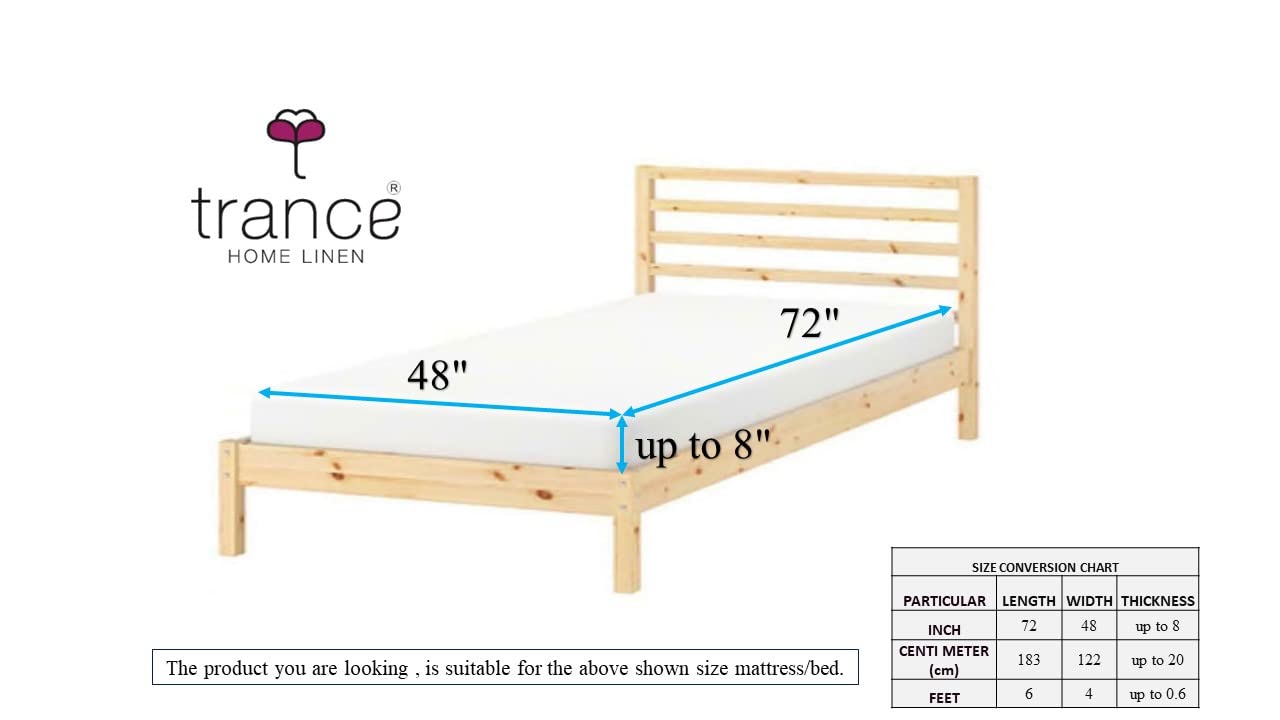 trance®
HOME LINEN
72"
48"
up to 8"
SIZE CONVERSION CHART
PARTICULAR LENGTH WIDTH THICKNESS
INCH 72 48 up to 8
CENTI METER
(cm) 183 122 up to 20
FEET 6 4 up to 0.6
The product you are looking , is suitable for the above shown size mattress/bed.